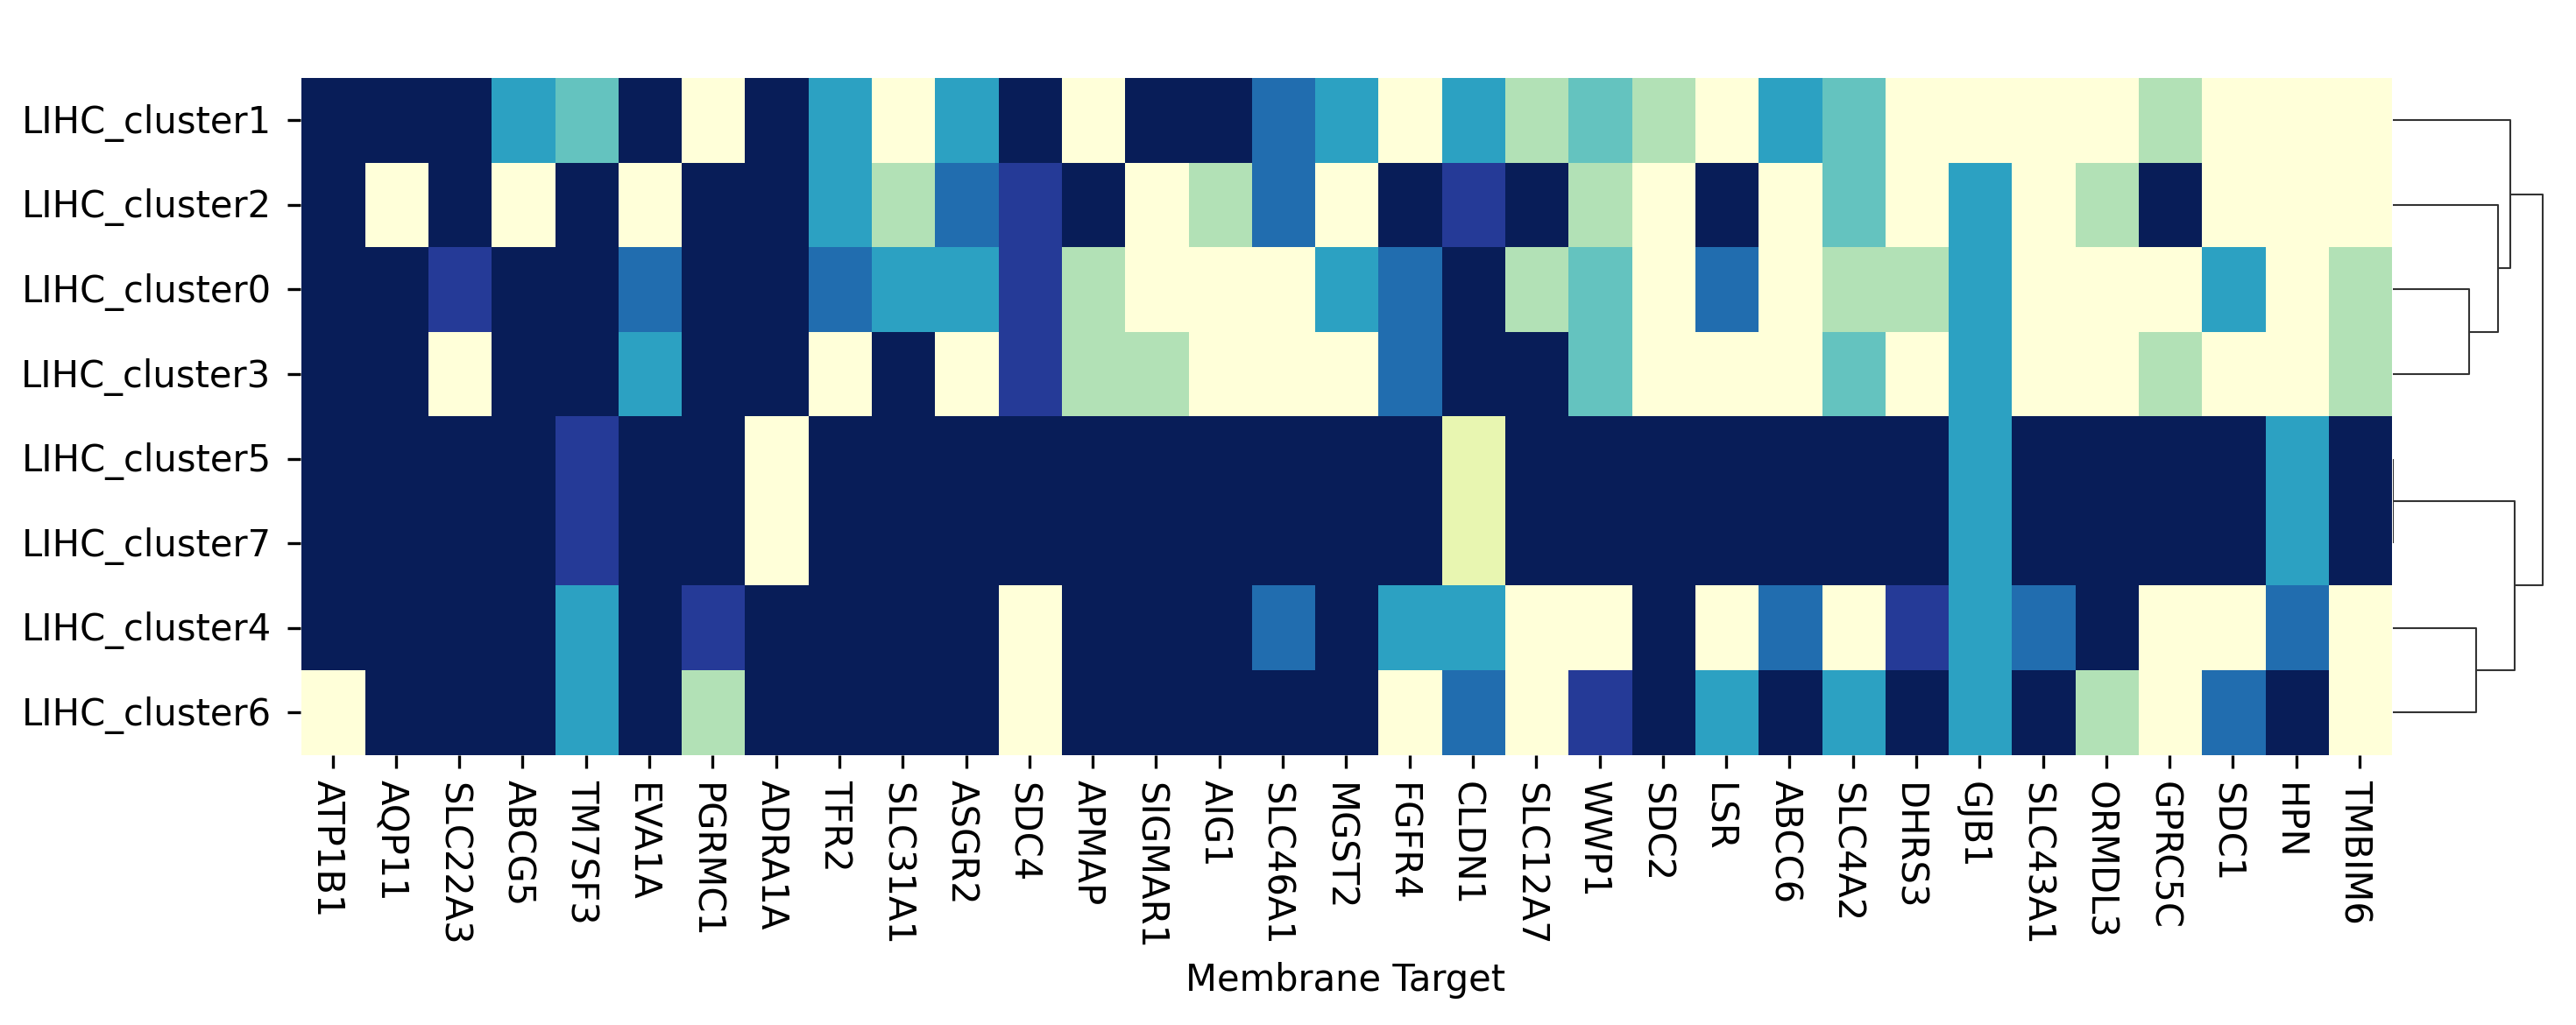 LIHC_cluster1
LIHC_cluster2
LIHC_cluster0
LIHC_cluster3
LIHC_cluster5
LIHC_cluster7
LIHC_cluster4
LIHC_cluster6
ATP1B1
AQP11
SLC22A3
ABCG5
TM7SF3
EVA1A
PGRMC1
ADRA1A
TFR2
SLC31A1
ASGR2
SDC4
APMAP
SIGMAR1
AIG1
SLC46A1
MGST2
FGFR4
CLDN1
SLC12A7
WWP1
SDC2
LSR
ABCC6
SLC4A2
DHRS3
GJB1
SLC43A1
ORMDL3
GPRC5C
SDC1
HPN
TMBIM6
Membrane Target